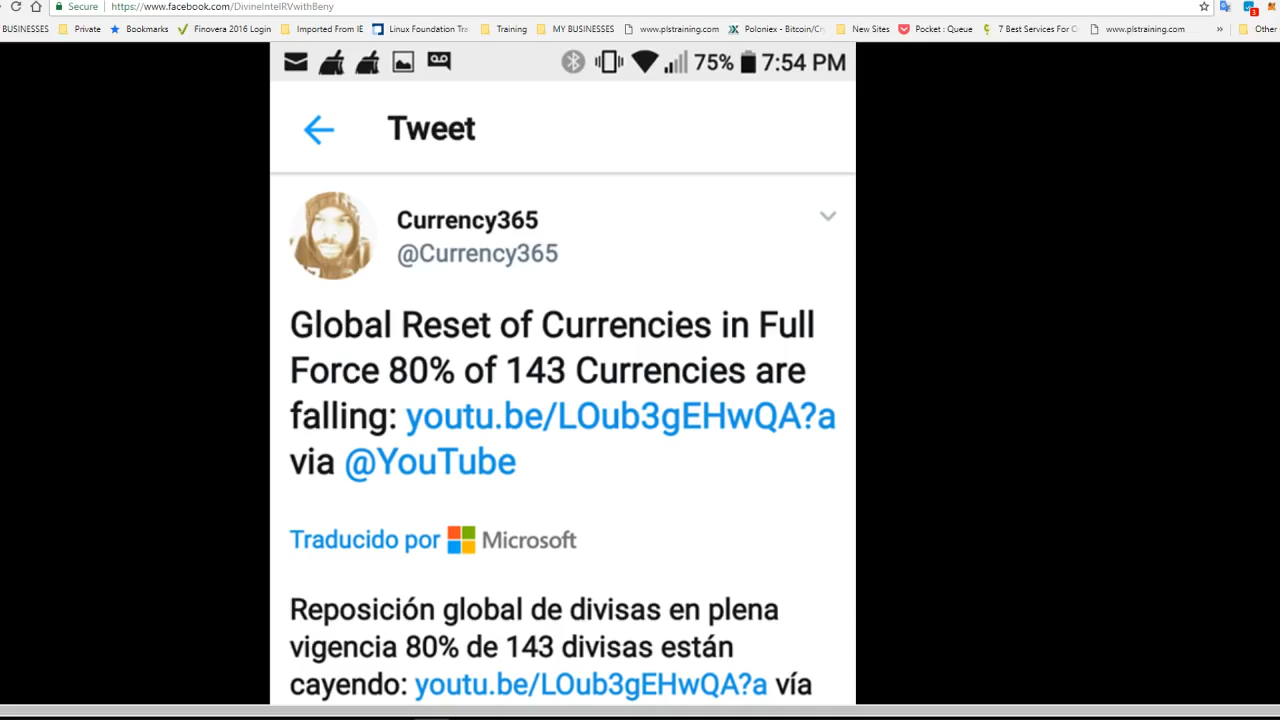 Secure https://www.facebook.com/DivineIntelRVwithBeny
BUSINESSES Private Bookmarks Finovera 2016 Login Imported From IE Linux Foundation Tra Training MY BUSINESSES www.plstraining.com Poloniex - Bitcoin/Cr New Sites Pocket : Queue 7 Best Services For O www.plstraining.com » Other
75% 7:54 PM
Tweet
Currency365
@Currency365
Global Reset of Currencies in Full
Force 80% of 143 Currencies are
falling: youtu.be/LOub3gEHwQA?a
via @YouTube
Traducido por Microsoft
Reposición global de divisas en plena
vigencia 80% de 143 divisas están
cayendo: youtu.be/LOub3gEHwQA?a vía